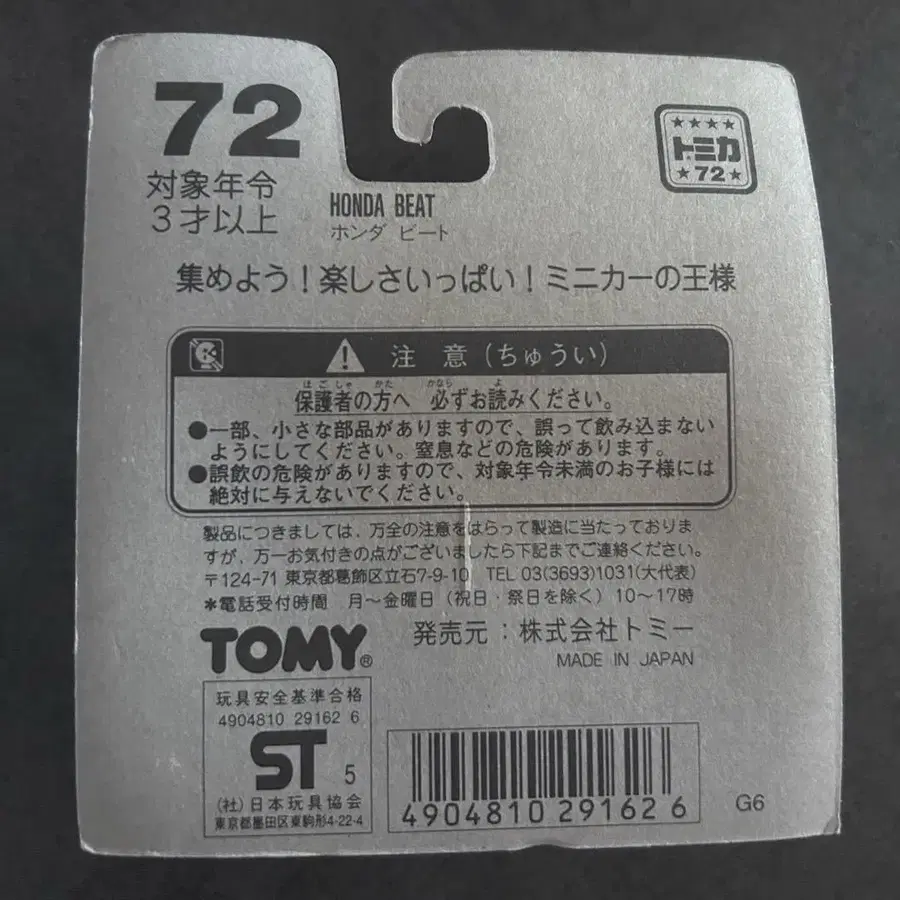 72
対象年令
3才以上
HONDA BEAT
ホンダ ビート
★★★★
トミカ
★72★
集めよう!楽しさいっぱい!ミニカーの王様
注 意(ちゅうい)
ほごしゃ かた かなら よ
保護者の方へ 必ずお読みください。
●一部、小さな部品がありますので、誤って飲み込まない
ようにしてください。窒息などの危険があります。
●誤飲の危険がありますので、対象年令未満のお子様には
絶対に与えないでください。
製品につきましては、万全の注意をはらって製造に当たっておりま
すが、万一お気付きの点がございましたら下記までご連絡ください。
〒124-71 東京都葛飾区立石7-9-10 TEL 03(3693)1031(大代表)
*電話受付時間 月〜金曜日(祝日・祭日を除く)10〜17時
TOMY® 発売元:株式会社トミー
MADE IN JAPAN
玩具安全基準合格
4904810 29162 6
ST 5
(社)日本玩具協会
東京都墨田区東駒形4-22-4
4904810 291626
G6